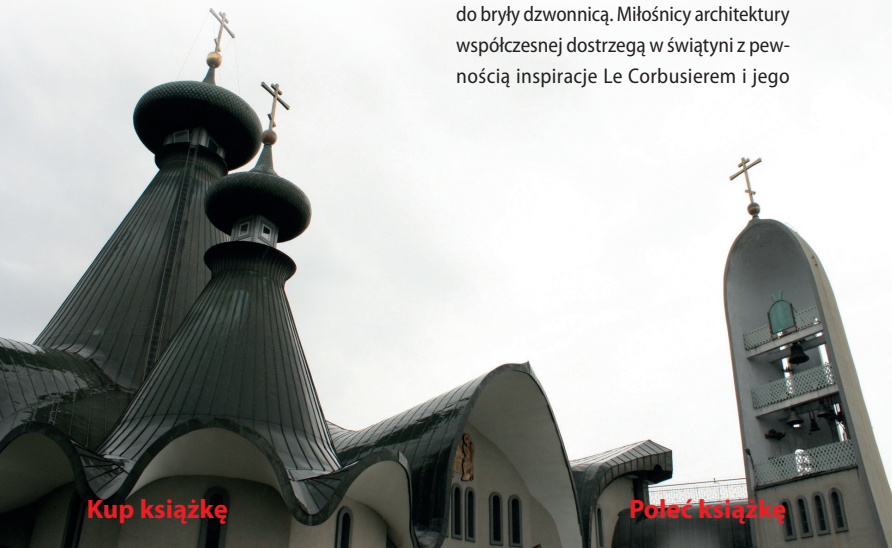 do bryły dzwonnicą. Miłośnicy architektury
współczesnej dostrzegą w świątyni z pew-
nością inspiracje Le Corbusierem i jego
Kup książkę
Poleć książkę